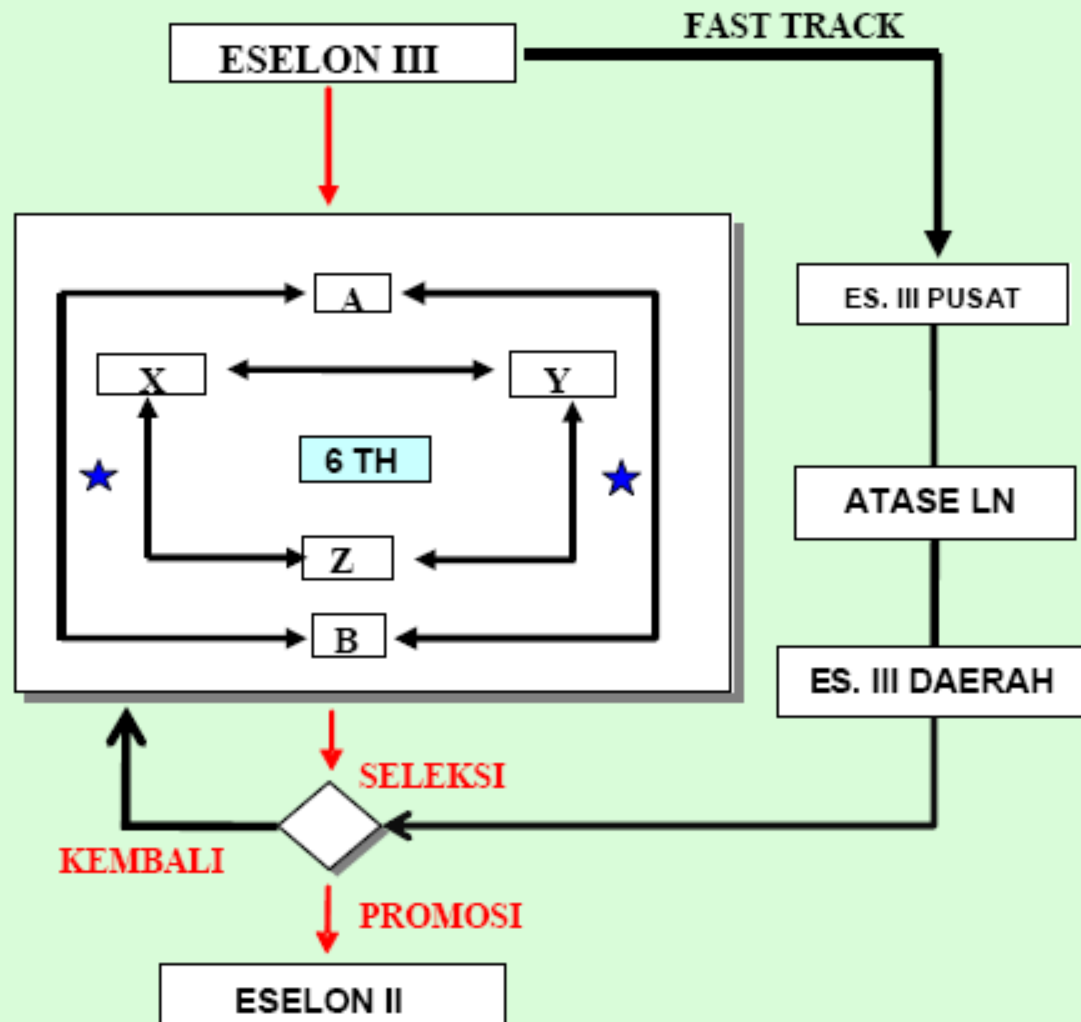 FAST TRACK
ESELON III
A
ES. III PUSAT
X
Y
6 TH
ATASE LN
Z
B
ES. III DAERAH
SELEKSI
KEMBALI
PROMOSI
ESELON II